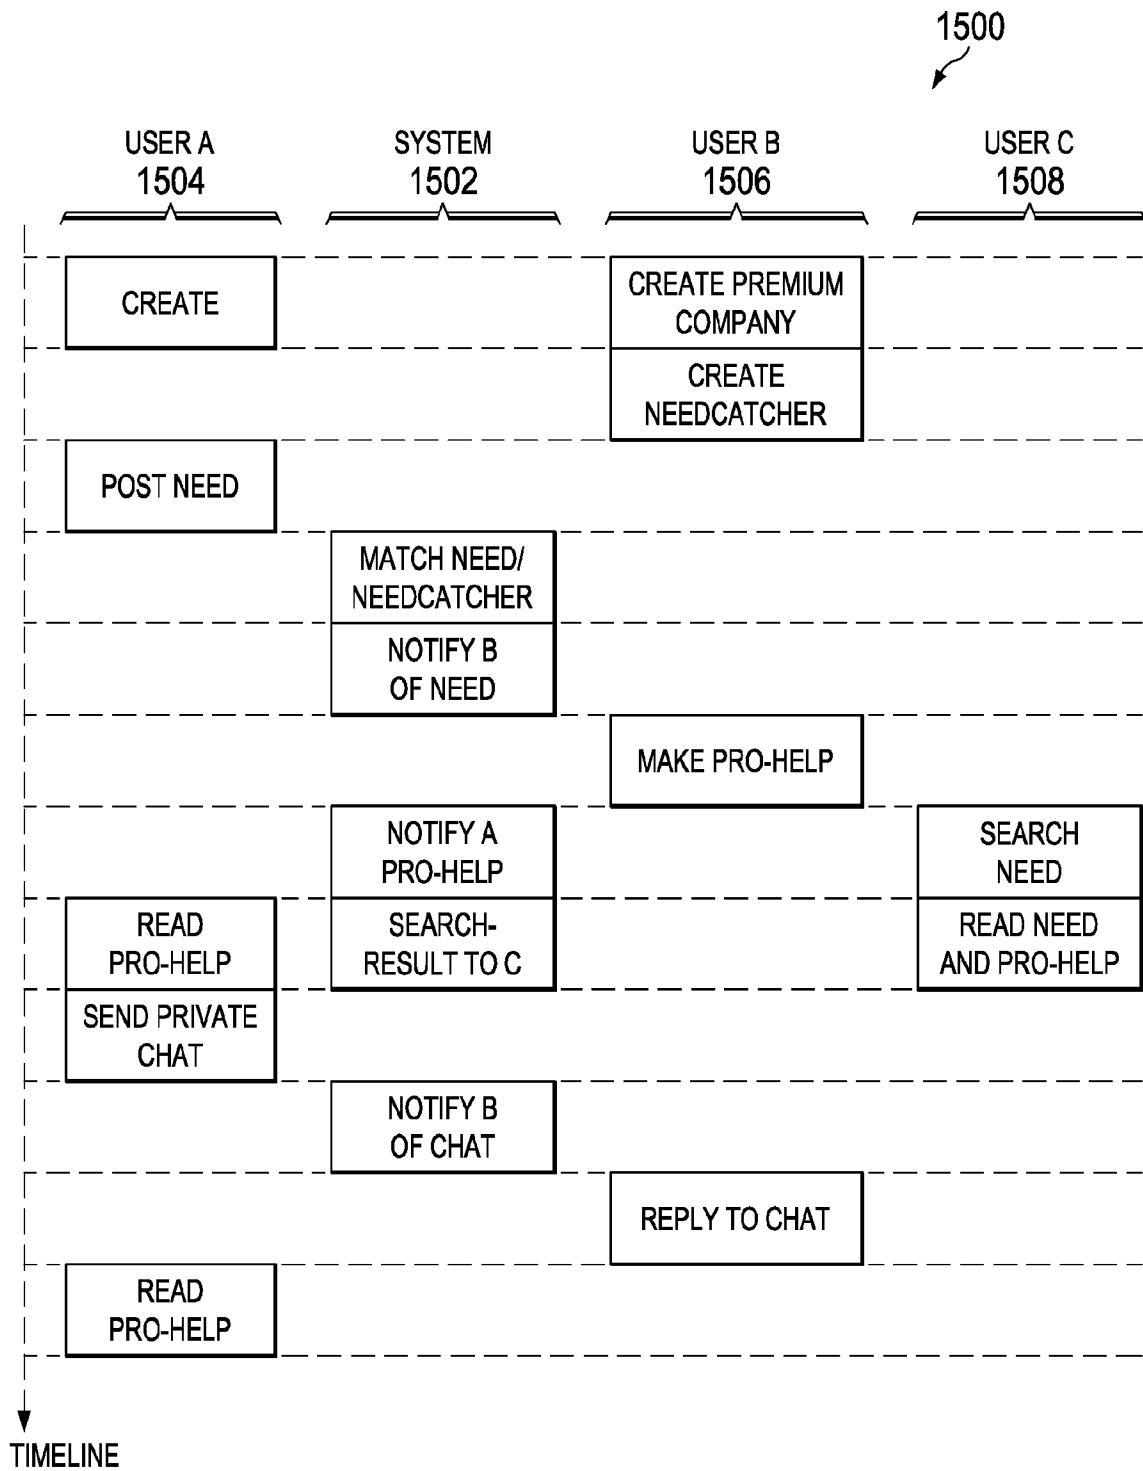 1500
USER A
1504
SYSTEM
1502
USER B
1506
USER C
1508
CREATE
CREATE PREMIUM
COMPANY
CREATE
NEEDCATCHER
POST NEED
MATCH NEED/
NEEDCATCHER
NOTIFY B
OF NEED
MAKE PRO-HELP
NOTIFY A
PRO-HELP
SEARCH
NEED
READ
PRO-HELP
SEARCH-
RESULT TO C
READ NEED
AND PRO-HELP
SEND PRIVATE
CHAT
NOTIFY B
OF CHAT
REPLY TO CHAT
READ
PRO-HELP
TIMELINE